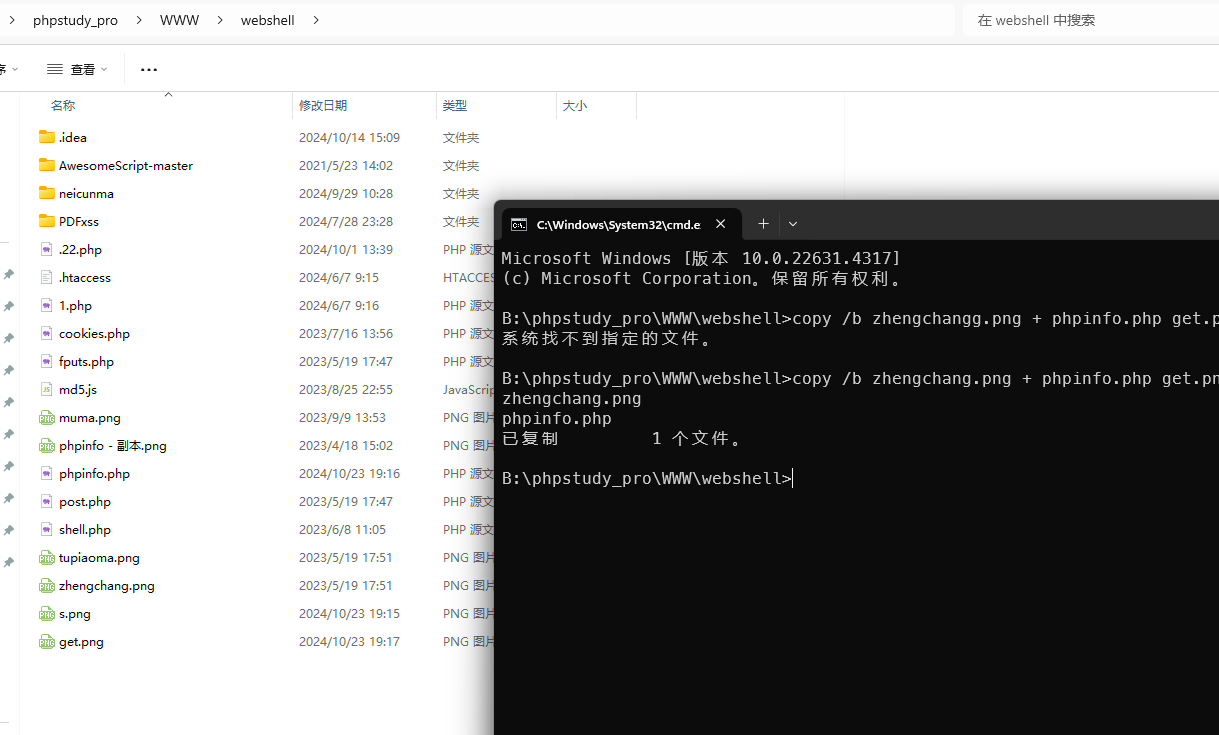 phpstudy_pro > WWW > webshell >
在 webshell 中搜索
序 查看 ...
名称 修改日期 类型 大小
.idea 2024/10/14 15:09 文件夹
AwesomeScript-master 2021/5/23 14:02 文件夹
neicunma 2024/9/29 10:28 文件夹
PDFxss 2024/7/28 23:28 文件夹
.22.php 2024/10/1 13:39 PHP 源文
.htaccess 2024/6/7 9:15 HTACCES
1.php 2024/6/7 9:16 PHP 源文
cookies.php 2023/7/16 13:56 PHP 源文
fputs.php 2023/5/19 17:47 PHP 源文
md5.js 2023/8/25 22:55 JavaScrip
muma.png 2023/9/9 13:53 PNG 图片
phpinfo - 副本.png 2023/4/18 15:02 PNG 图片
phpinfo.php 2024/10/23 19:16 PHP 源文
post.php 2023/5/19 17:47 PHP 源文
shell.php 2023/6/8 11:05 PHP 源文
tupiaoma.png 2023/5/19 17:51 PNG 图片
zhengchang.png 2023/5/19 17:51 PNG 图片
s.png 2024/10/23 19:15 PNG 图片
get.png 2024/10/23 19:17 PNG 图片
C:\Windows\System32\cmd.e
Microsoft Windows [版本 10.0.22631.4317]
(c) Microsoft Corporation。保留所有权利。
B:\phpstudy_pro\WWW\webshell>copy /b zhengchangg.png + phpinfo.php get.p
系统找不到指定的文件。
B:\phpstudy_pro\WWW\webshell>copy /b zhengchang.png + phpinfo.php get.pn
zhengchang.png
phpinfo.php
已复制 1 个文件。
B:\phpstudy_pro\WWW\webshell>